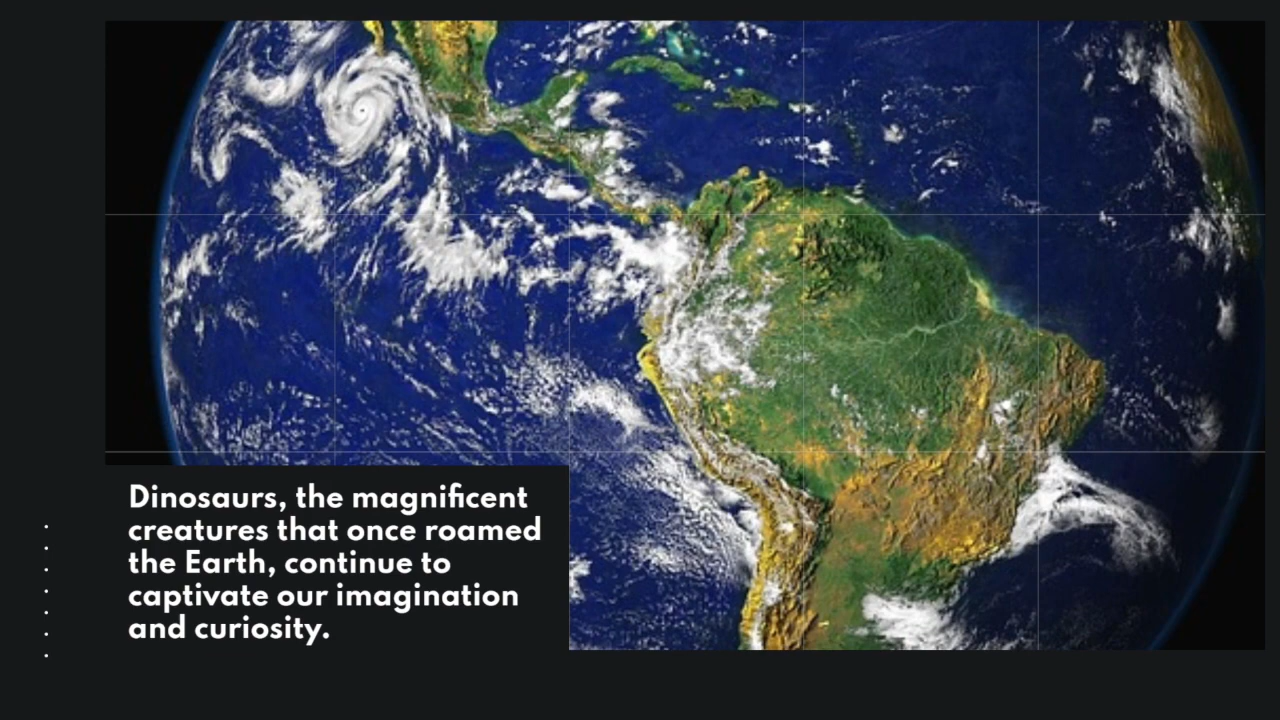 Dinosaurs, the magnificent
creatures that once roamed
the Earth, continue to
captivate our imagination
and curiosity.